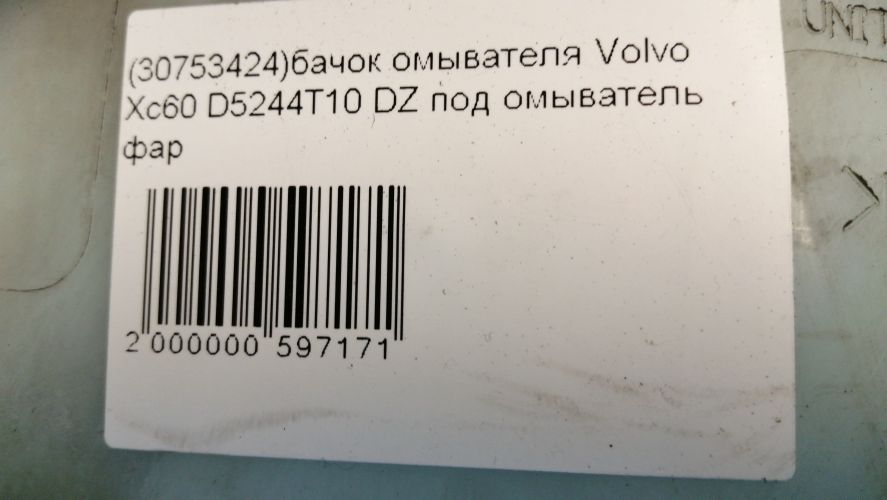 (30753424)бачок омывателя Volvo
Xc60 D5244T10 DZ под омыватель
фар
2 000000 597171